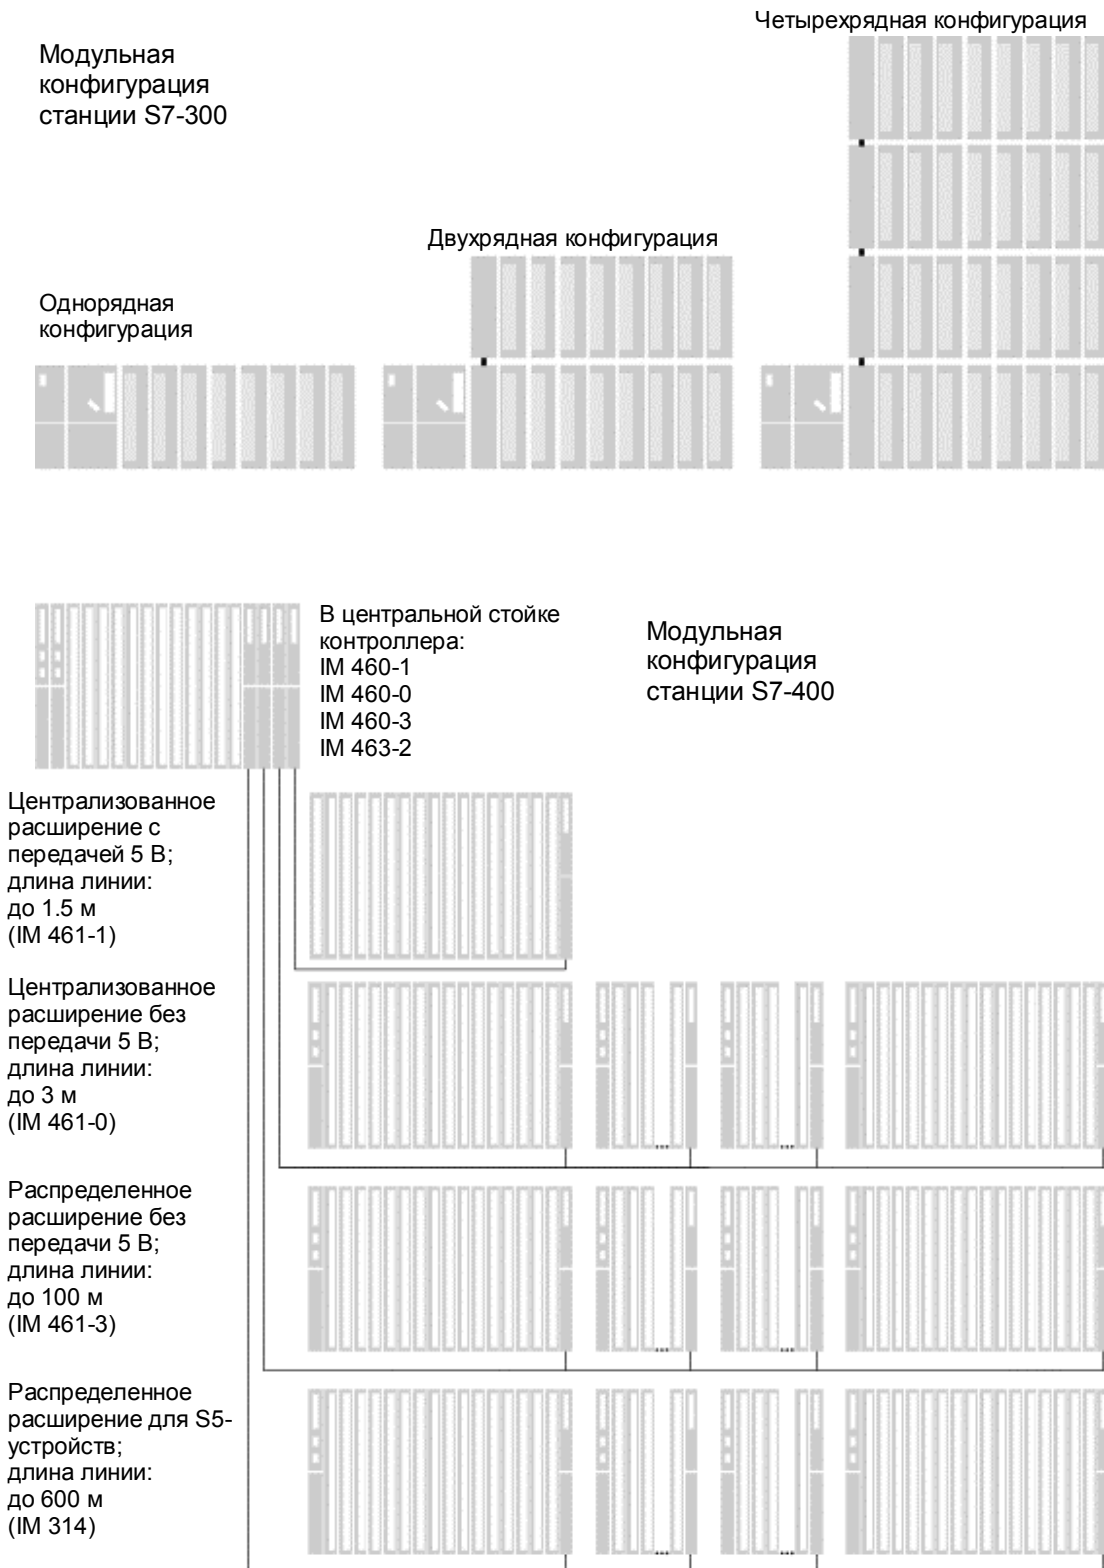 Четырехрядная конфигурация
Модульная
конфигурация
станции S7-300
Двухрядная конфигурация
Однорядная
конфигурация
В центральной стойке
контроллера:
IM 460-1
IM 460-0
IM 460-3
IM 463-2
Модульная
конфигурация
станции S7-400
Централизованное
расширение с
передачей 5 В;
длина линии:
до 1.5 м
(IM 461-1)
Централизованное
расширение без
передачи 5 В;
длина линии:
до 3 м
(IM 461-0)
Распределенное
расширение без
передачи 5 В;
длина линии:
до 100 м
(IM 461-3)
Распределенное
расширение для S5-
устройств;
длина линии:
до 600 м
(IM 314)